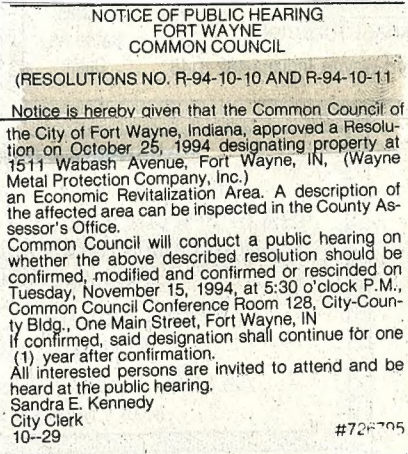 NOTICE OF PUBLIC HEARING
FORT WAYNE
COMMON COUNCIL
(RESOLUTIONS NO. R-94-10-10 AND R-94-10-11
Notice is hereby given that the Common Council of
the City of Fort Wayne, Indiana, approved a Resolu-
tion on October 25, 1994 designating property at
1511 Wabash Avenue, Fort Wayne, IN, (Wayne
Metal Protection Company, Inc.)
an Economic Revitalization Area. A description of
the affected area can be inspected in the County As-
sessor's Office.
Common Council will conduct a public hearing on
whether the above described resolution should be
confirmed, modified and confirmed or rescinded on
Tuesday, November 15, 1994, at 5:30 o'clock P.M.,
Common Council Conference Room 128, City-Coun-
ty Bldg., One Main Street, Fort Wayne, IN
If confirmed, said designation shall continue for one
(1) year after confirmation.
All interested persons are invited to attend and be
heard at the public hearing.
Sandra E. Kennedy
City Clerk
10--29